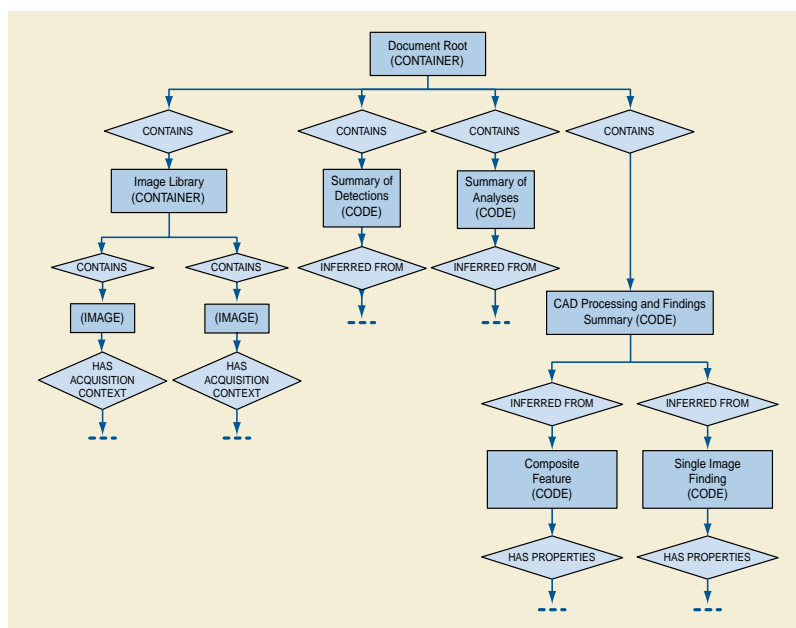 Document Root
(CONTAINER)
CONTAINS
CONTAINS
CONTAINS
CONTAINS
Image Library
(CONTAINER)
Summary of
Detections
(CODE)
Summary of
Analyses
(CODE)
CONTAINS
CONTAINS
INFERRED FROM
INFERRED FROM
(IMAGE)
(IMAGE)
CAD Processing and Findings
Summary (CODE)
HAS
ACQUISITION
CONTEXT
HAS
ACQUISITION
CONTEXT
INFERRED FROM
INFERRED FROM
Composite
Feature
(CODE)
Single Image
Finding
(CODE)
HAS PROPERTIES
HAS PROPERTIES